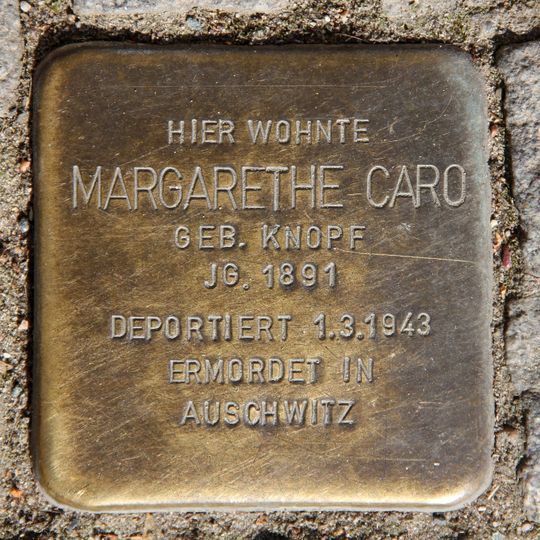 HIER WOHNTE
MARGARETHE CARO
GEB. KNOPF
JG. 1891
DEPORTIERT 1.3.1943
ERMORDET IN
AUSCHWITZ